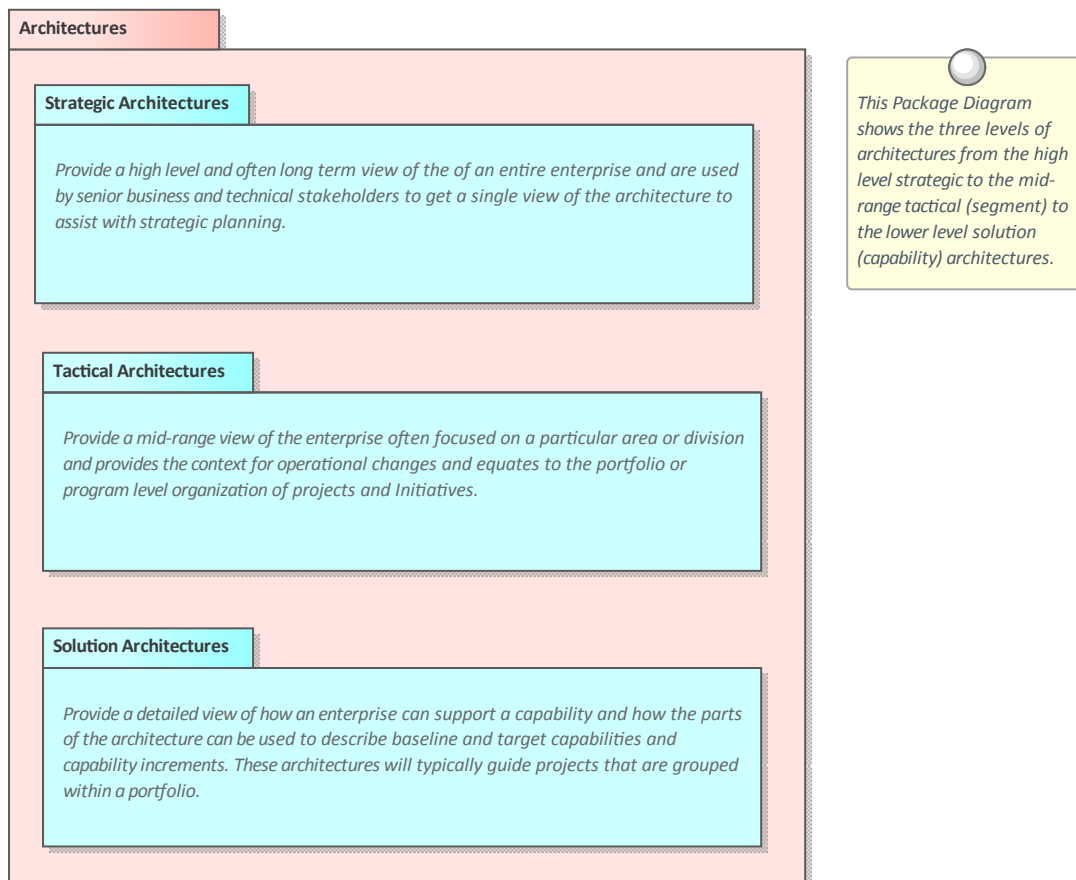 Architectures
Strategic Architectures
Provide a high level and often long term view of the of an entire enterprise and are used
by senior business and technical stakeholders to get a single view of the architecture to
assist with strategic planning.
Tactical Architectures
Provide a mid-range view of the enterprise often focused on a particular area or division
and provides the context for operational changes and equates to the portfolio or
program level organization of projects and Initiatives.
Solution Architectures
Provide a detailed view of how an enterprise can support a capability and how the parts
of the architecture can be used to describe baseline and target capabilities and
capability increments. These architectures will typically guide projects that are grouped
within a portfolio.
This Package Diagram
shows the three levels of
architectures from the high
level strategic to the mid-
range tactical (segment) to
the lower level solution
(capability) architectures.